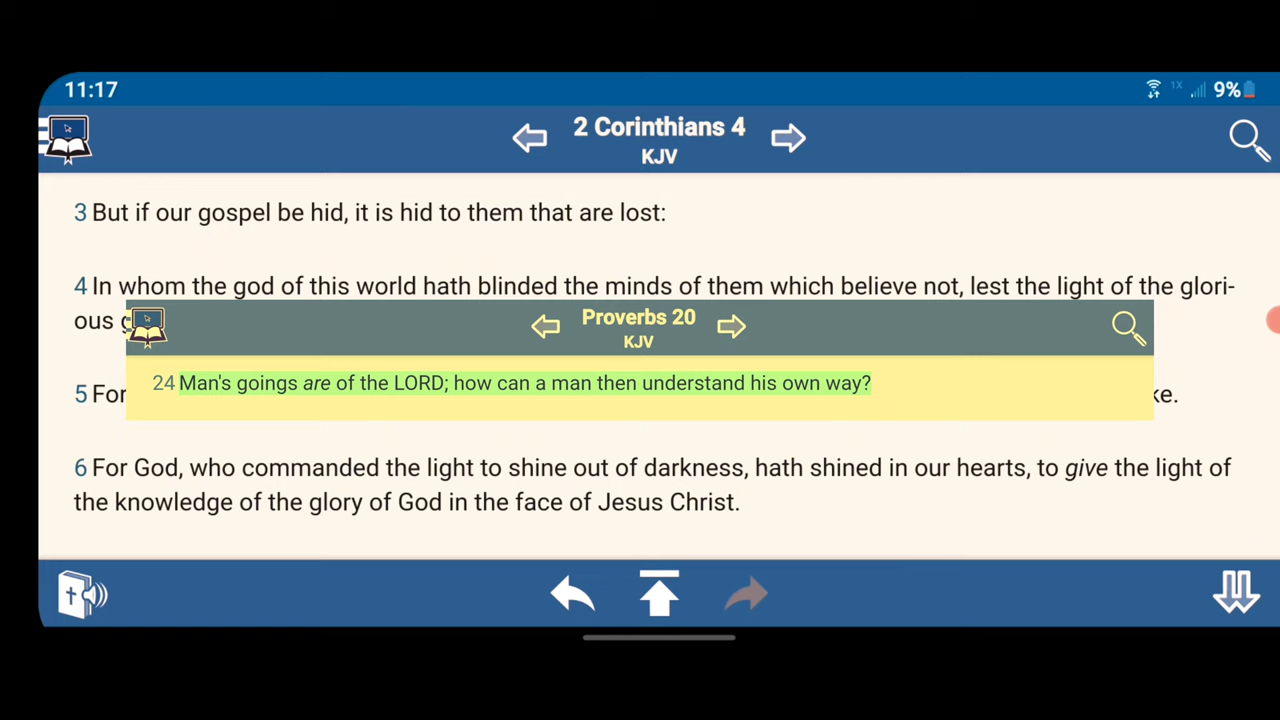 11:17
1X
9%
2 Corinthians 4
KJV
3 But if our gospel be hid, it is hid to them that are lost:
4 In whom the god of this world hath blinded the minds of them which believe not, lest the light of the glori-
ous g
Proverbs 20
KJV
24 Man's goings are of the LORD; how can a man then understand his own way?
5 For
ke.
6 For God, who commanded the light to shine out of darkness, hath shined in our hearts, to give the light of
the knowledge of the glory of God in the face of Jesus Christ.